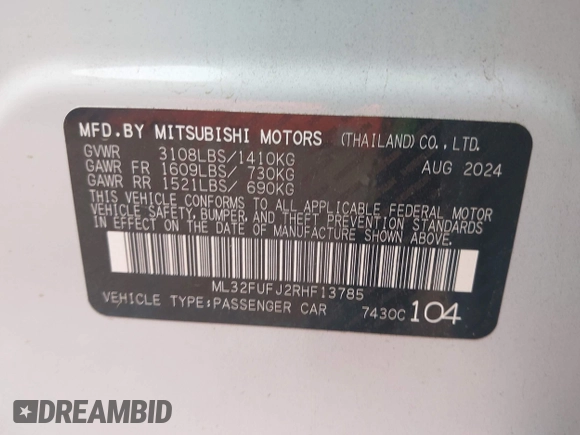 MFD.BY MITSUBISHI MOTORS (THAILAND) CO., LTD.
GVWR 3108LBS/1410KG AUG 2024
GAWR FR 1609LBS/ 730KG
GAWR RR 1521LBS/ 690KG
THIS VEHICLE CONFORMS TO ALL APPLICABLE FEDERAL MOTOR
VEHICLE SAFETY, BUMPER, AND THEFT PREVENTION STANDARDS
IN EFFECT ON THE DATE OF MANUFACTURE SHOWN ABOVE.
ML32FUFJ2RHF13785
VEHICLE TYPE:PASSENGER CAR 7430C 104
DREAMBID